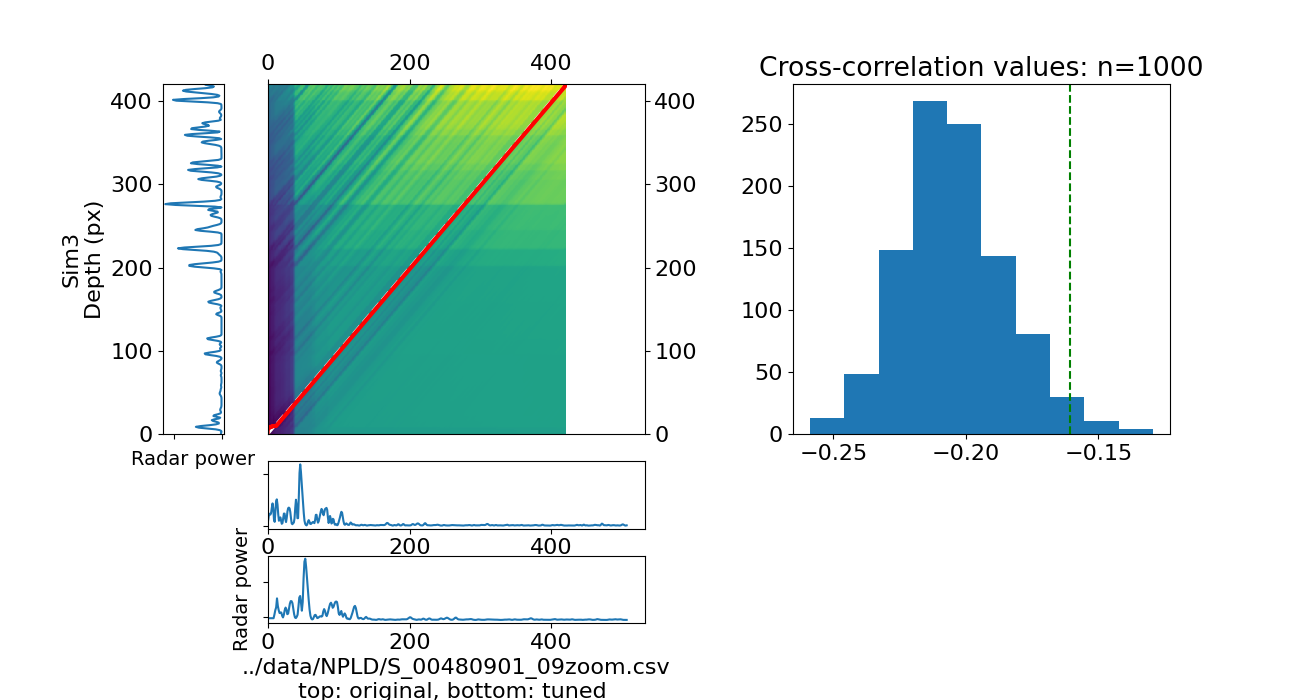 Cross-correlation values: n=1000
0 200 400
400
300
200
100
0
Sim3
Depth (px)
Radar power
400
300
200
100
0
250
200
150
100
50
0
−0.25 −0.20 −0.15
0 200 400
Radar power
0 200 400
../data/NPLD/S_00480901_09zoom.csv
top: original, bottom: tuned